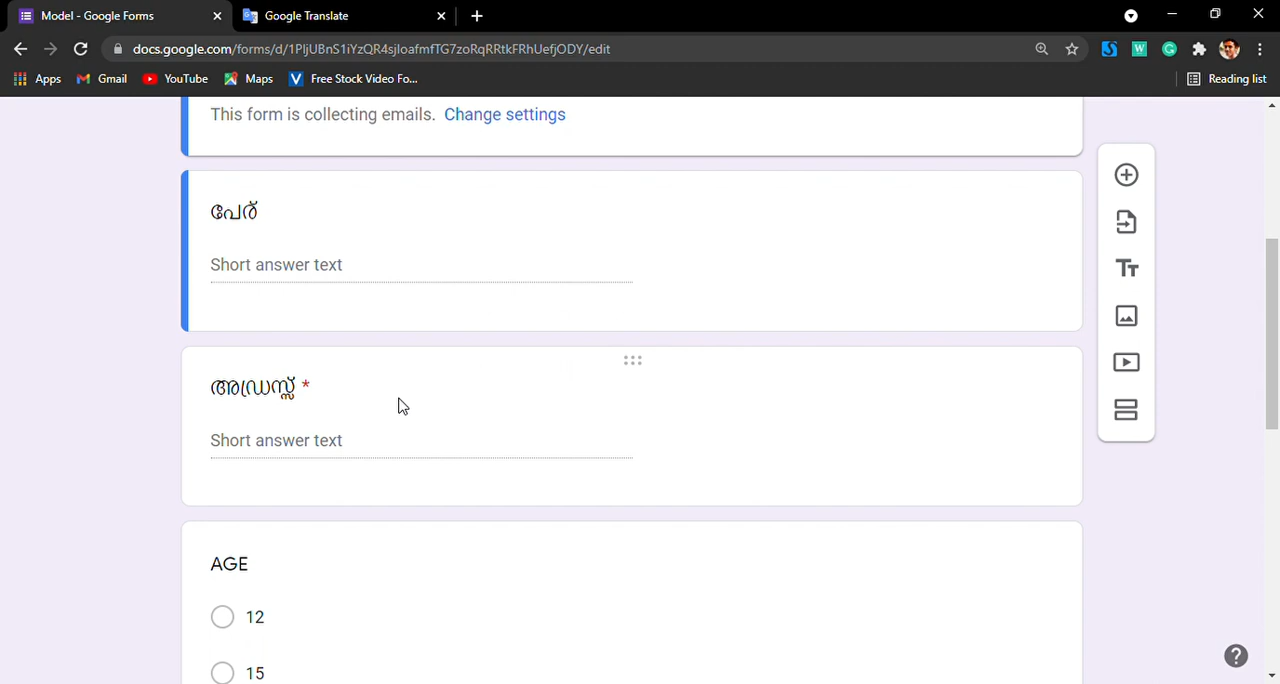 Model - Google Forms
Google Translate
docs.google.com/forms/d/1PljUBnS1iYzQR4sjloafmfTG7zoRqRRtkFRhUefjODY/edit
Apps
Gmail
YouTube
Maps
Free Stock Video Fo...
Reading list
This form is collecting emails. Change settings
പേര്
Short answer text
അഡ്രസ്സ് *
Short answer text
AGE
12
15